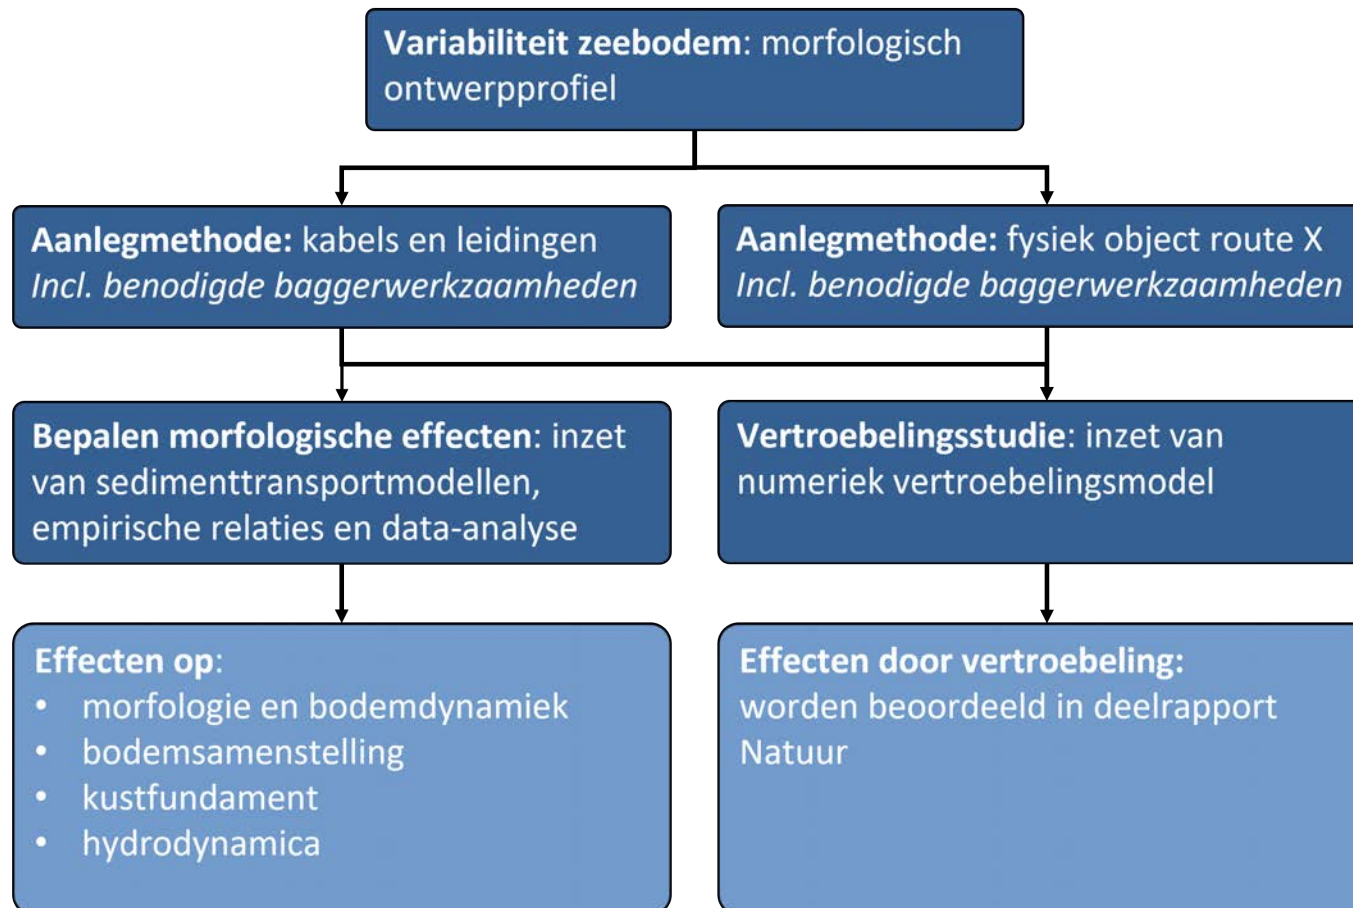 Variabiliteit zeebodem: morfologisch
ontwerpprofiel
Aanlegmethode: kabels en leidingen
Incl. benodigde baggerwerkzaamheden
Aanlegmethode: fysiek object route X
Incl. benodigde baggerwerkzaamheden
Bepalen morfologische effecten: inzet
van sedimenttransportmodellen,
empirische relaties en data-analyse
Vertroebelingsstudie: inzet van
numeriek vertroebelingsmodel
Effecten op:
• morfologie en bodemdynamiek
• bodemsamenstelling
• kustfundament
• hydrodynamica
Effecten door vertroebeling:
worden beoordeeld in deelrapport
Natuur